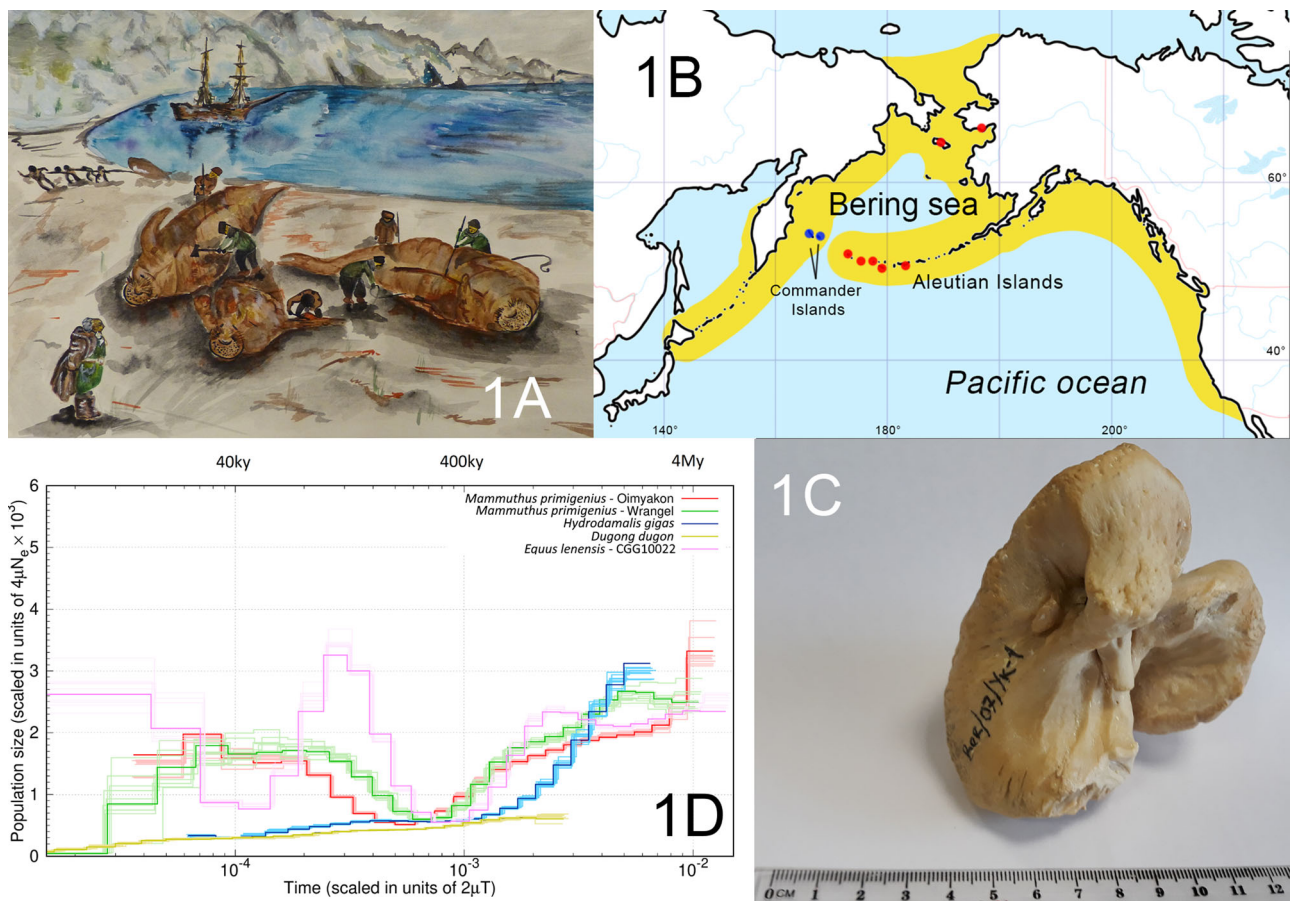 1A
1B
60°
Bering sea
Commander
Islands
Aleutian Islands
40°
Pacific ocean
140°
180°
200°
40ky
400ky
4My
6
5
4
3
2
1
0
Population size (scaled in units of 4μNₑ × 10³)
Mammuthus primigenius - Oimyakon
Mammuthus primigenius - Wrangel
Hydrodamalis gigas
Dugong dugon
Equus lenensis - CGG10022
1D
10⁻⁴
10⁻³
10⁻²
Time (scaled in units of 2μT)
1C
0 CM 1 2 3 4 5 6 7 8 9 10 11 12